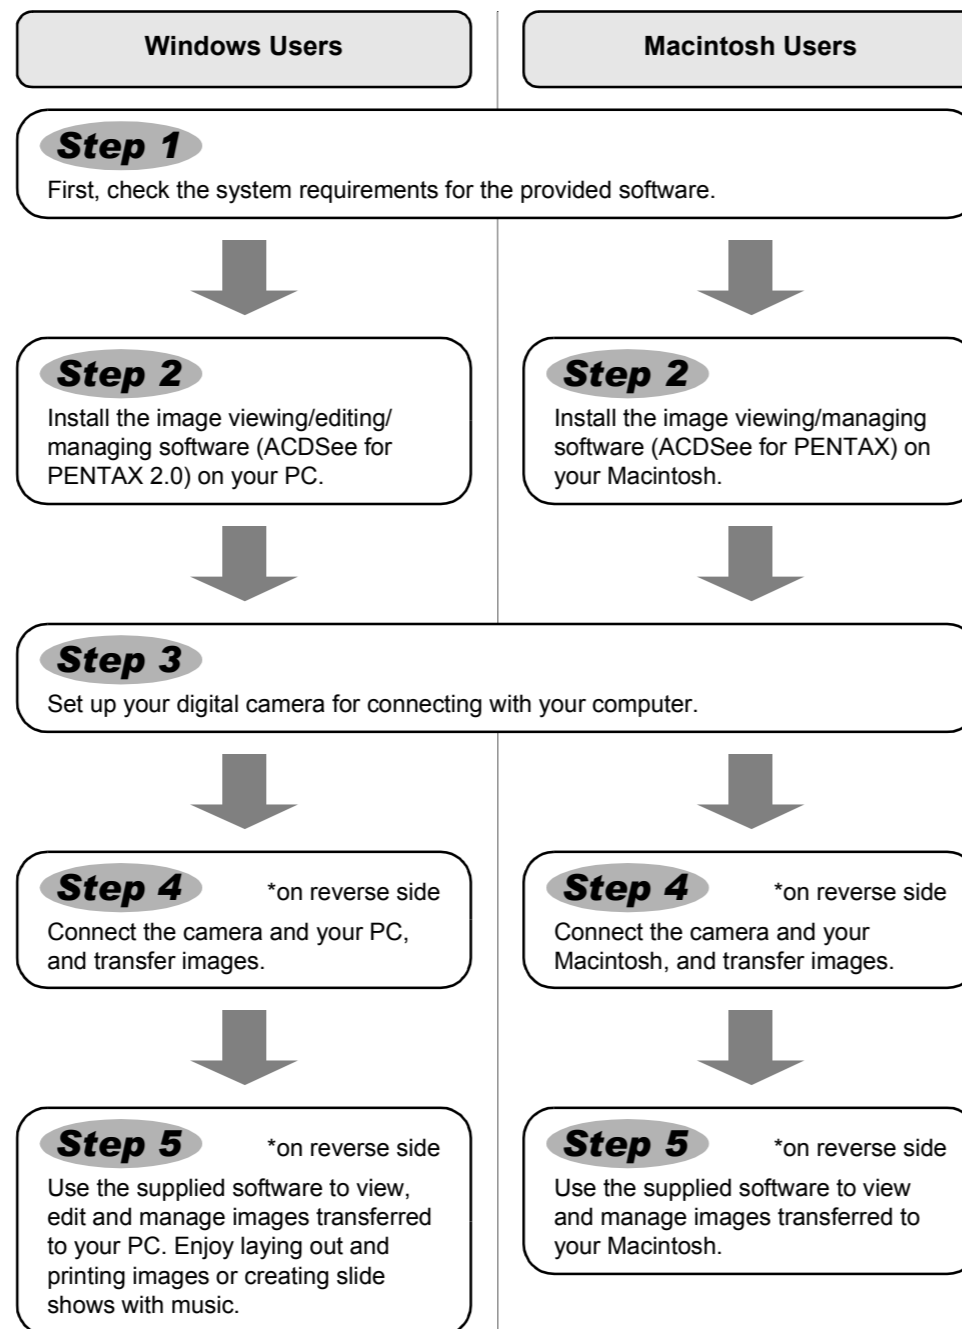 Windows Users
Macintosh Users
Step 1
First, check the system requirements for the provided software.
Step 2
Install the image viewing/editing/
managing software (ACDSee for
PENTAX 2.0) on your PC.
Step 2
Install the image viewing/managing
software (ACDSee for PENTAX) on
your Macintosh.
Step 3
Set up your digital camera for connecting with your computer.
Step 4 *on reverse side
Connect the camera and your PC,
and transfer images.
Step 4 *on reverse side
Connect the camera and your
Macintosh, and transfer images.
Step 5 *on reverse side
Use the supplied software to view,
edit and manage images transferred
to your PC. Enjoy laying out and
printing images or creating slide
shows with music.
Step 5 *on reverse side
Use the supplied software to view
and manage images transferred to
your Macintosh.